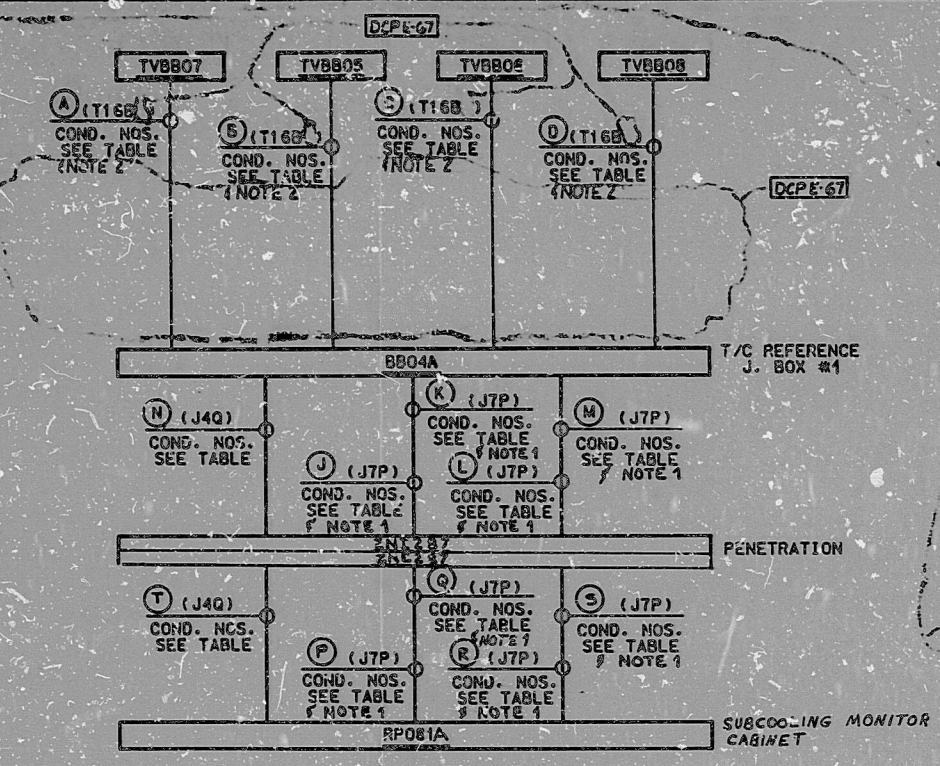 DCPE-67
TVBB07
TVBB05
TVBB06
TVBB08
A (T16B)
COND. NOS.
SEE TABLE
& NOTE 2
B (T16B)
COND. NOS.
SEE TABLE
& NOTE 2
C (T16B)
COND. NOS.
SEE TABLE
& NOTE 2
D (T16B)
COND. NOS.
SEE TABLE
& NOTE 2
DCPE-67
BB04A
T/C REFERENCE
J. BOX #1
N (J4Q)
COND. NOS.
SEE TABLE
K (J7P)
COND. NOS.
SEE TABLE
& NOTE 1
M (J7P)
COND. NOS.
SEE TABLE
& NOTE 1
J (J7P)
COND. NOS.
SEE TABLE
& NOTE 1
L (J7P)
COND. NOS.
SEE TABLE
& NOTE 1
PENETRATION
T (J4Q)
COND. NOS.
SEE TABLE
Q (J7P)
COND. NOS.
SEE TABLE
& NOTE 1
S (J7P)
COND. NOS.
SEE TABLE
& NOTE 1
P (J7P)
COND. NOS.
SEE TABLE
& NOTE 1
R (J7P)
COND. NOS.
SEE TABLE
& NOTE 1
RP081A
SUBCOOLING MONITOR
CABINET